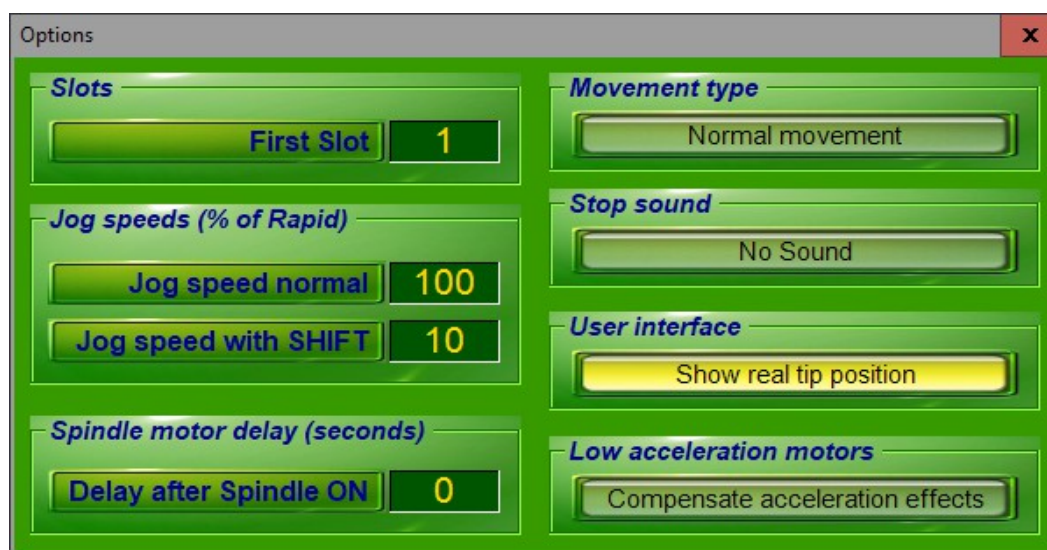 Options
x
Slots
First Slot
1
Jog speeds (% of Rapid)
Jog speed normal
100
Jog speed with SHIFT
10
Spindle motor delay (seconds)
Delay after Spindle ON
0
Movement type
Normal movement
Stop sound
No Sound
User interface
Show real tip position
Low acceleration motors
Compensate acceleration effects